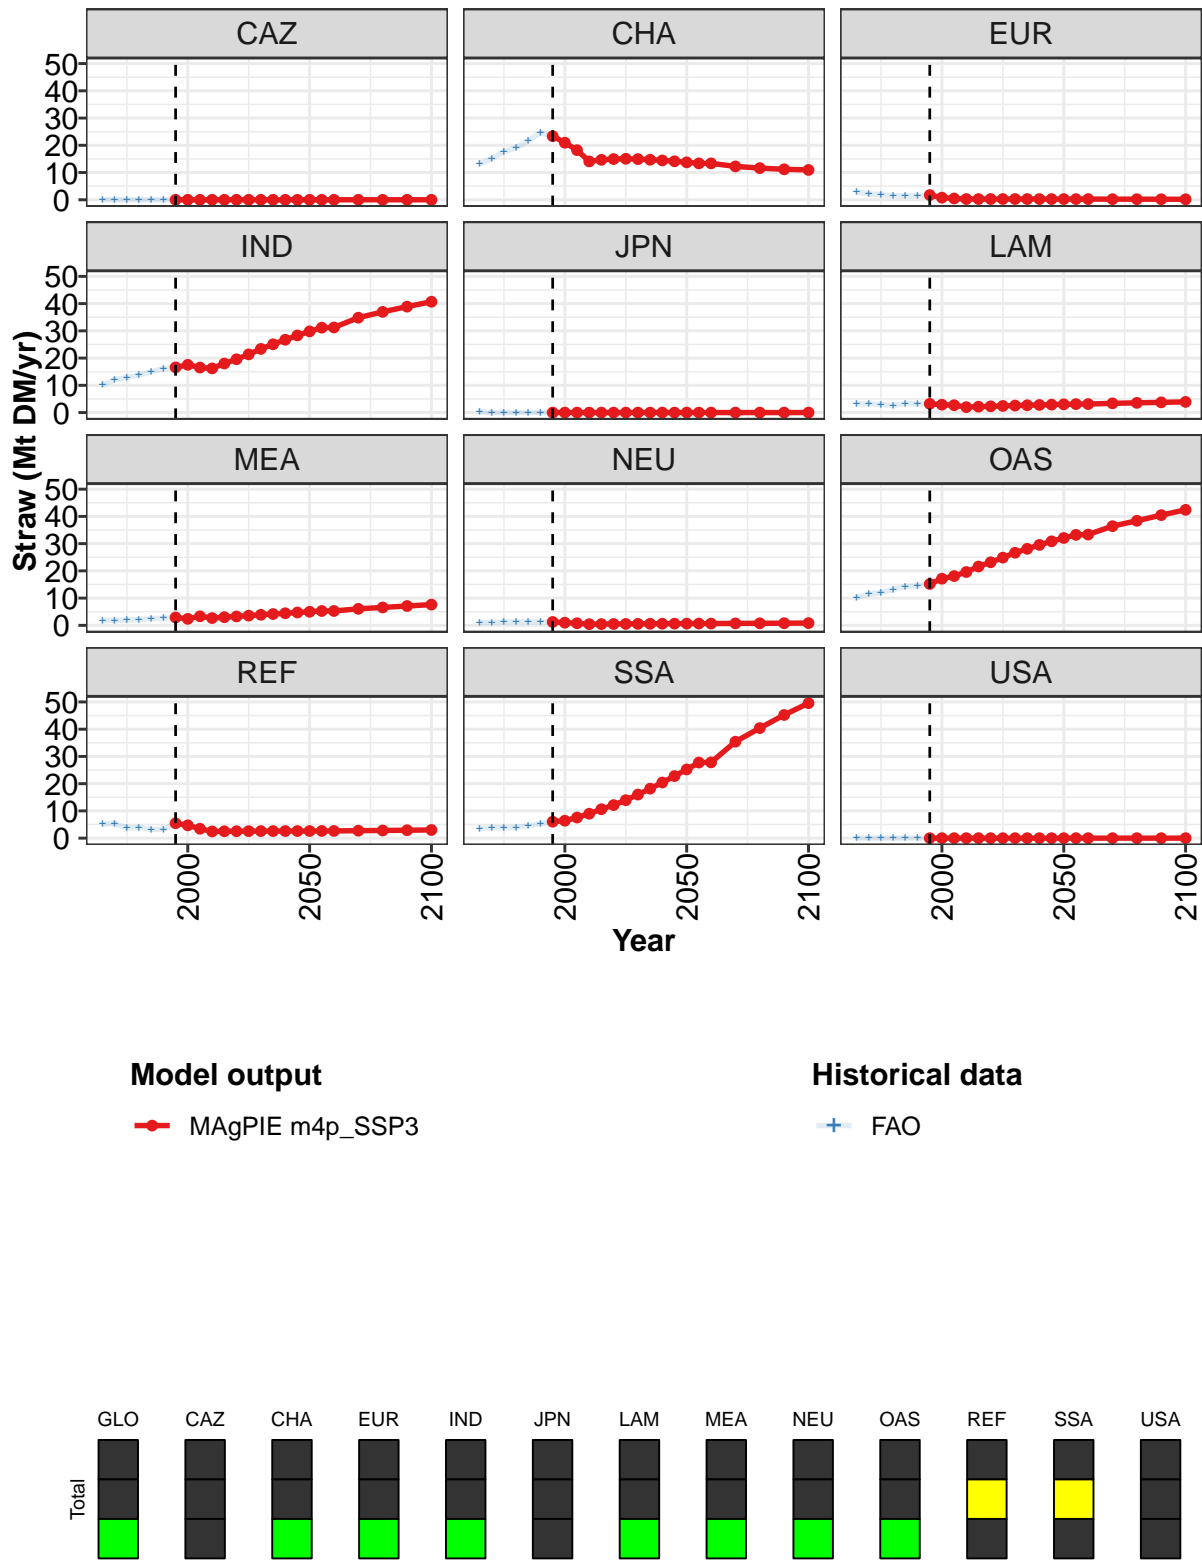 CAZ CHA EUR
50
40
30
20
10
0
IND JPN LAM
50
40
30
20
10
0
MEA NEU OAS
50
40
30
20
10
0
REF SSA USA
50
40
30
20
10
0
Straw (Mt DM/yr)
2000 2050 2100 2000 2050 2100 2000 2050 2100
Year
Model output Historical data
MAgPIE m4p_SSP3 FAO
GLO CAZ CHA EUR IND JPN LAM MEA NEU OAS REF SSA USA
Total